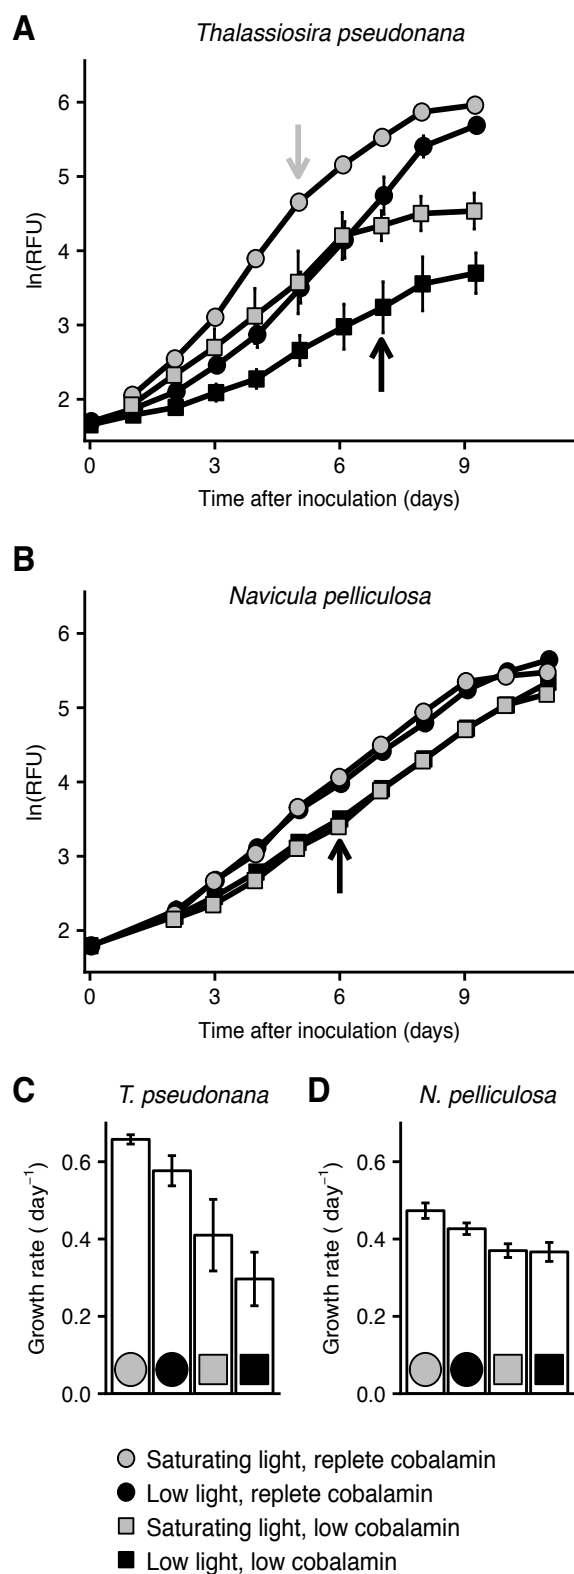 A
Thalassiosira pseudonana
ln(RFU)
6
5
4
3
2
0 3 6 9
Time after inoculation (days)
B
Navicula pelliculosa
ln(RFU)
6
5
4
3
2
0 3 6 9
Time after inoculation (days)
C T. pseudonana
D N. pelliculosa
Growth rate ( day⁻¹)
0.6
0.4
0.2
0.0
Growth rate ( day⁻¹)
0.6
0.4
0.2
0.0
Saturating light, replete cobalamin
Low light, replete cobalamin
Saturating light, low cobalamin
Low light, low cobalamin